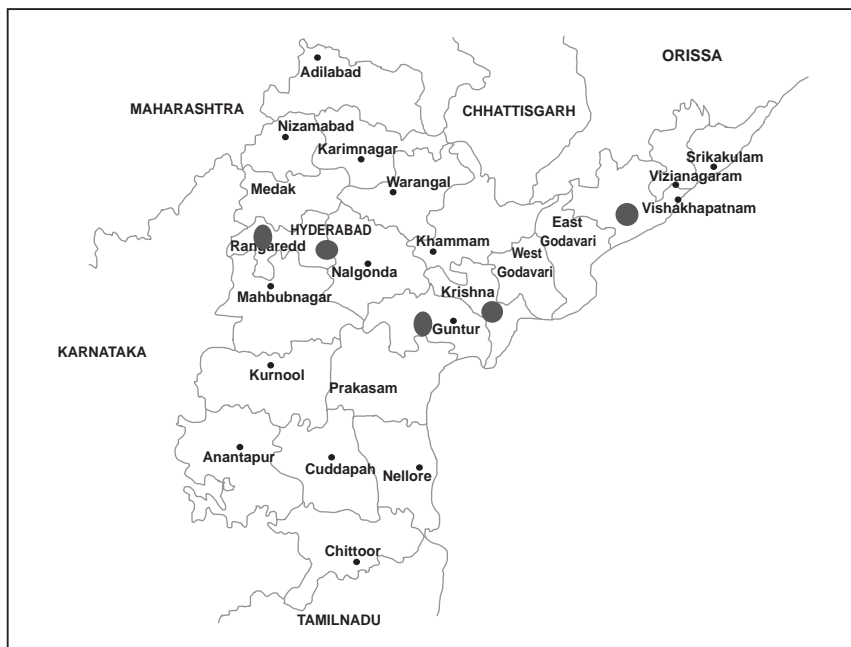 ORISSA
Adilabad
MAHARASHTRA
CHHATTISGARH
Nizamabad
Karimnagar
Srikakulam
Vizianagaram
Medak
Warangal
Vishakhapatnam
HYDERABAD
East
Godavari
Rangaredd
Khammam
West
Godavari
Nalgonda
Mahbubnagar
Krishna
Guntur
KARNATAKA
Kurnool
Prakasam
Anantapur
Cuddapah
Nellore
Chittoor
TAMILNADU